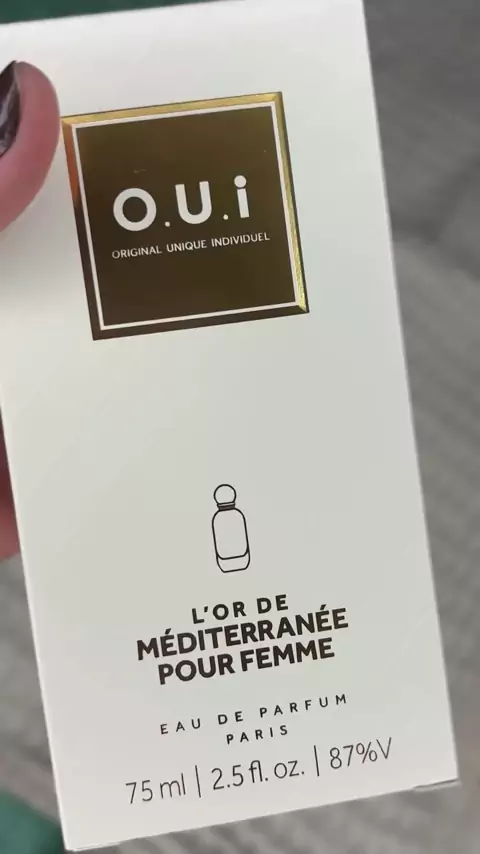 O.U.i
ORIGINAL UNIQUE INDIVIDUEL
L'OR DE
MÉDITERRANÉE
POUR FEMME
EAU DE PARFUM
PARIS
75 ml | 2.5 fl. oz. | 87%V